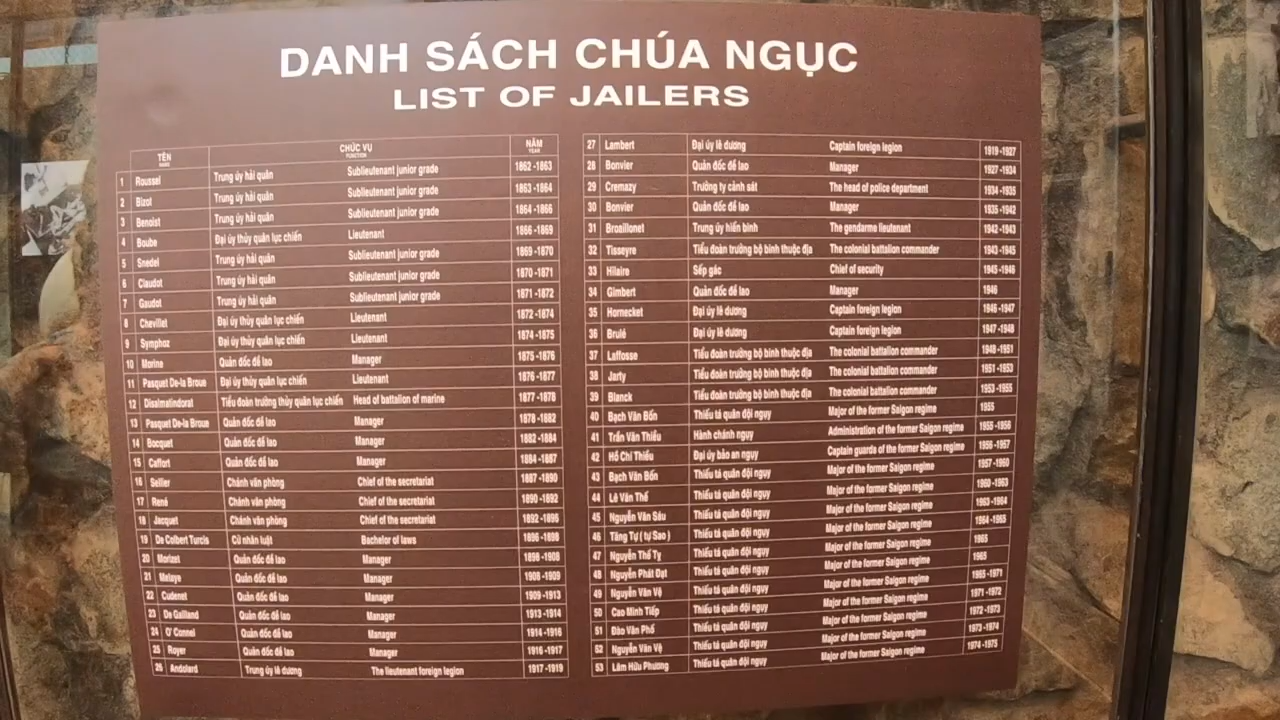 DANH SÁCH CHÚA NGỤC
LIST OF JAILERS
TÊN CHỨC VỤ NĂM
NAME FUNCTION YEAR
1 Roussel Trung úy hải quân Sublieutenant junior grade 1862 -1863
2 Bizot Trung úy hải quân Sublieutenant junior grade 1863 -1864
3 Benoist Trung úy hải quân Sublieutenant junior grade 1864 -1866
4 Boube Đại úy thủy quân lục chiến Lieutenant 1866 -1869
5 Snedel Trung úy hải quân Sublieutenant junior grade 1869 -1870
6 Claudot Trung úy hải quân Sublieutenant junior grade 1870 -1871
7 Gaudot Trung úy hải quân Sublieutenant junior grade 1871 -1872
8 Chevillet Đại úy thủy quân lục chiến Lieutenant 1872 -1874
9 Symphoz Đại úy thủy quân lục chiến Lieutenant 1874 -1875
10 Morine Quản đốc đề lao Manager 1875 -1876
11 Pasquet De-la Broue Đại úy thủy quân lục chiến Lieutenant 1876 -1877
12 Disalmatindorat Tiểu đoàn trưởng thủy quân lục chiến Head of battalion of marine 1877 -1878
13 Pasquet De-la Broue Quản đốc đề lao Manager 1878 -1882
14 Bocquet Quản đốc đề lao Manager 1882 -1884
15 Caffort Quản đốc đề lao Manager 1884 -1887
16 Sellier Chánh văn phòng Chief of the secretariat 1887 -1890
17 René Chánh văn phòng Chief of the secretariat 1890 -1892
18 Jacquet Chánh văn phòng Chief of the secretariat 1892 -1896
19 De Colbert Turcis Cử nhân luật Bachelor of laws 1896 -1898
20 Morizet Quản đốc đề lao Manager 1898 -1908
21 Melaye Quản đốc đề lao Manager 1908 -1909
22 Cudenet Quản đốc đề lao Manager 1909 -1913
23 De Gailland Quản đốc đề lao Manager 1913 -1914
24 O' Connel Quản đốc đề lao Manager 1914 -1916
25 Royer Quản đốc đề lao Manager 1916 -1917
26 Andolard Trung úy lê dương The lieutenant foreign legion 1917 -1919
27 Lambert Đại úy lê dương Captain foreign legion 1919 -1927
28 Bonvier Quản đốc đề lao Manager 1927 -1934
29 Cremazy Trưởng ty cảnh sát The head of police department 1934 -1935
30 Bonvier Quản đốc đề lao Manager 1935 -1942
31 Broaillonet Trung úy hiến binh The gendarme lieutenant 1942 -1943
32 Tisseyre Tiểu đoàn trưởng bộ binh thuộc địa The colonial battalion commander 1943 -1945
33 Hilaire Sếp gác Chief of security 1945 -1946
34 Gimbert Quản đốc đề lao Manager 1946
35 Hornecket Đại úy lê dương Captain foreign legion 1946 -1947
36 Brulé Đại úy lê dương Captain foreign legion 1947 -1948
37 Laffosse Tiểu đoàn trưởng bộ binh thuộc địa The colonial battalion commander 1948 -1951
38 Jarty Tiểu đoàn trưởng bộ binh thuộc địa The colonial battalion commander 1951 -1953
39 Blanck Tiểu đoàn trưởng bộ binh thuộc địa The colonial battalion commander 1953 -1955
40 Bạch Văn Bốn Thiếu tá quân đội ngụy Major of the former Saigon regime 1955
41 Trần Văn Thiều Hành chánh ngụy Administration of the former Saigon regime 1955 -1956
42 Hồ Chí Thiều Đại úy bảo an ngụy Captain guards of the former Saigon regime 1956 -1957
43 Bạch Văn Bốn Thiếu tá quân đội ngụy Major of the former Saigon regime 1957 -1960
44 Lê Văn Thể Thiếu tá quân đội ngụy Major of the former Saigon regime 1960 -1963
45 Nguyễn Văn Sáu Thiếu tá quân đội ngụy Major of the former Saigon regime 1963 -1964
46 Tăng Tự ( tự Sao ) Thiếu tá quân đội ngụy Major of the former Saigon regime 1964 -1965
47 Nguyễn Thế Tỵ Thiếu tá quân đội ngụy Major of the former Saigon regime 1965
48 Nguyễn Phát Đạt Thiếu tá quân đội ngụy Major of the former Saigon regime 1965
49 Nguyễn Văn Vệ Thiếu tá quân đội ngụy Major of the former Saigon regime 1965 -1971
50 Cao Minh Tiếp Thiếu tá quân đội ngụy Major of the former Saigon regime 1971 -1972
51 Đào Văn Phố Thiếu tá quân đội ngụy Major of the former Saigon regime 1972 -1973
52 Nguyễn Văn Vệ Thiếu tá quân đội ngụy Major of the former Saigon regime 1973 -1974
53 Lâm Hữu Phương Thiếu tá quân đội ngụy Major of the former Saigon regime 1974 -1975